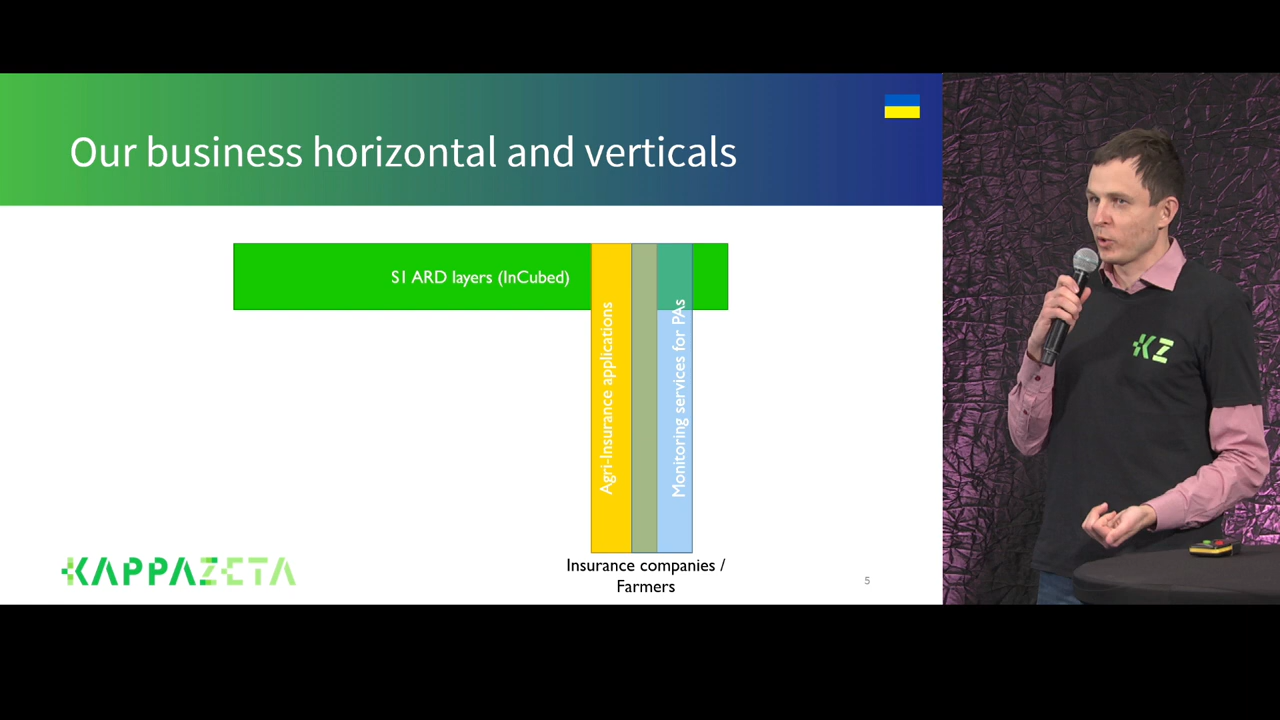 Our business horizontal and verticals
S1 ARD layers (InCubed)
Agri-Insurance applications
Monitoring services for PAs
Insurance companies /
Farmers
KAPPAZETA
5
KZ